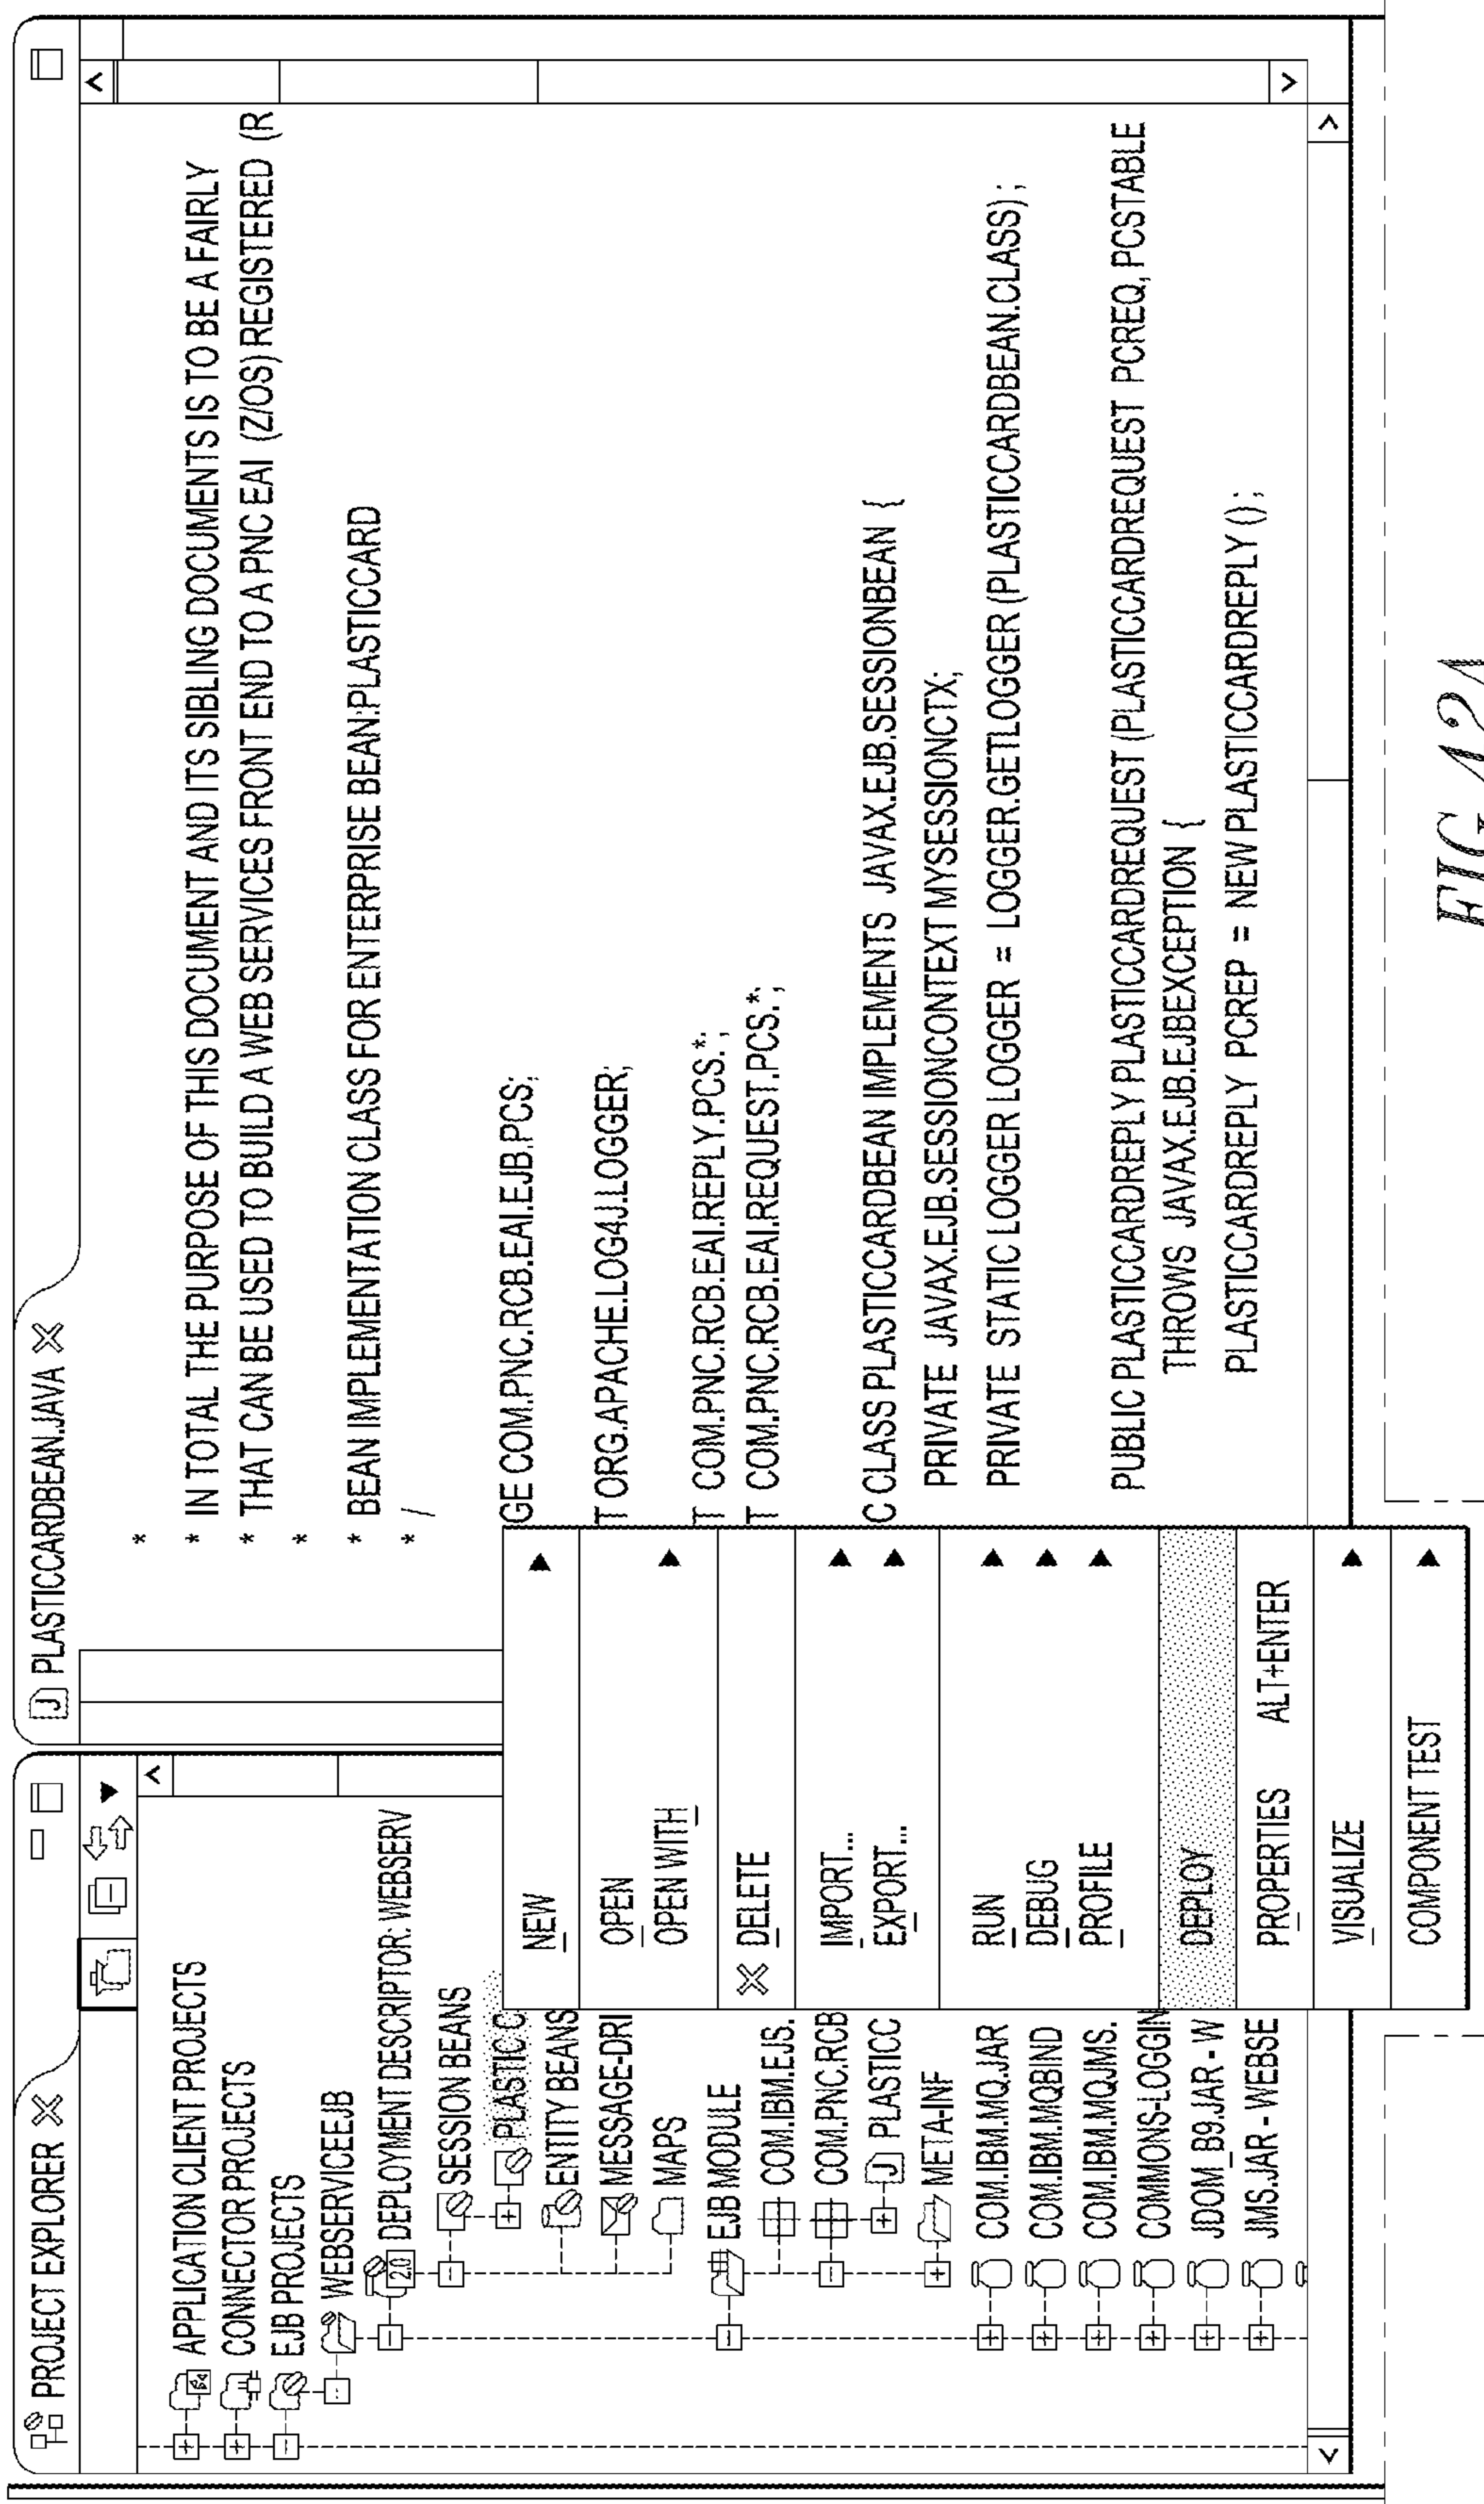 PROJECT EXPLORER
APPLICATION CLIENT PROJECTS
CONNECTOR PROJECTS
EJB PROJECTS
WEBSERVICEEJB
2.0 DEPLOYMENT DESCRIPTOR: WEBSERV
SESSION BEANS
PLASTIC C
ENTITY BEANS
MESSAGE-DRI
MAPS
EJB MODULE
COM.IBM.EJS.
COM.PNC.RCB
J PLASTICC
META-INF
COM.IBM.MQ.JAR
COM.IBM.MQBIND
COM.IBM.MQJMS.
COMMONS-LOGGIN
JDOM_B9.JAR - W
JMS.JAR - WEBSE
NEW
OPEN
OPEN WITH
DELETE
IMPORT...
EXPORT...
RUN
DEBUG
PROFILE
DEPLOY
PROPERTIES ALT+ENTER
VISUALIZE
COMPONENT TEST
J PLASTICCARDBEAN.JAVA
*
* IN TOTAL THE PURPOSE OF THIS DOCUMENT AND ITS SIBLING DOCUMENTS IS TO BE A FAIRLY
* THAT CAN BE USED TO BUILD A WEB SERVICES FRONT END TO A PNC EAI (Z/OS) REGISTERED (R
*
* BEAN IMPLEMENTATION CLASS FOR ENTERPRISE BEAN:PLASTICCARD
* /
GE COM.PNC.RCB.EAI.EJB.PCS;
T ORG.APACHE.LOG4J.LOGGER;
T COM.PNC.RCB.EAI.REPLY.PCS.*;
T COM.PNC.RCB.EAI.REQUEST.PCS.*;
C CLASS PLASTICCARDBEAN IMPLEMENTS JAVAX.EJB.SESSIONBEAN {
PRIVATE JAVAX.EJB.SESSIONCONTEXT MYSESSIONCTX;
PRIVATE STATIC LOGGER LOGGER = LOGGER.GETLOGGER (PLASTICCARDBEAN.CLASS) ;
PUBLIC PLASTICCARDREPLY PLASTICCARDREQUEST (PLASTICCARDREQUEST PCREQ, PCSTABLE
THROWS JAVAX.EJB.EJBEXCEPTION {
PLASTICCARDREPLY PCREP = NEW PLASTICCARDREPLY () ;
FIG. 42A